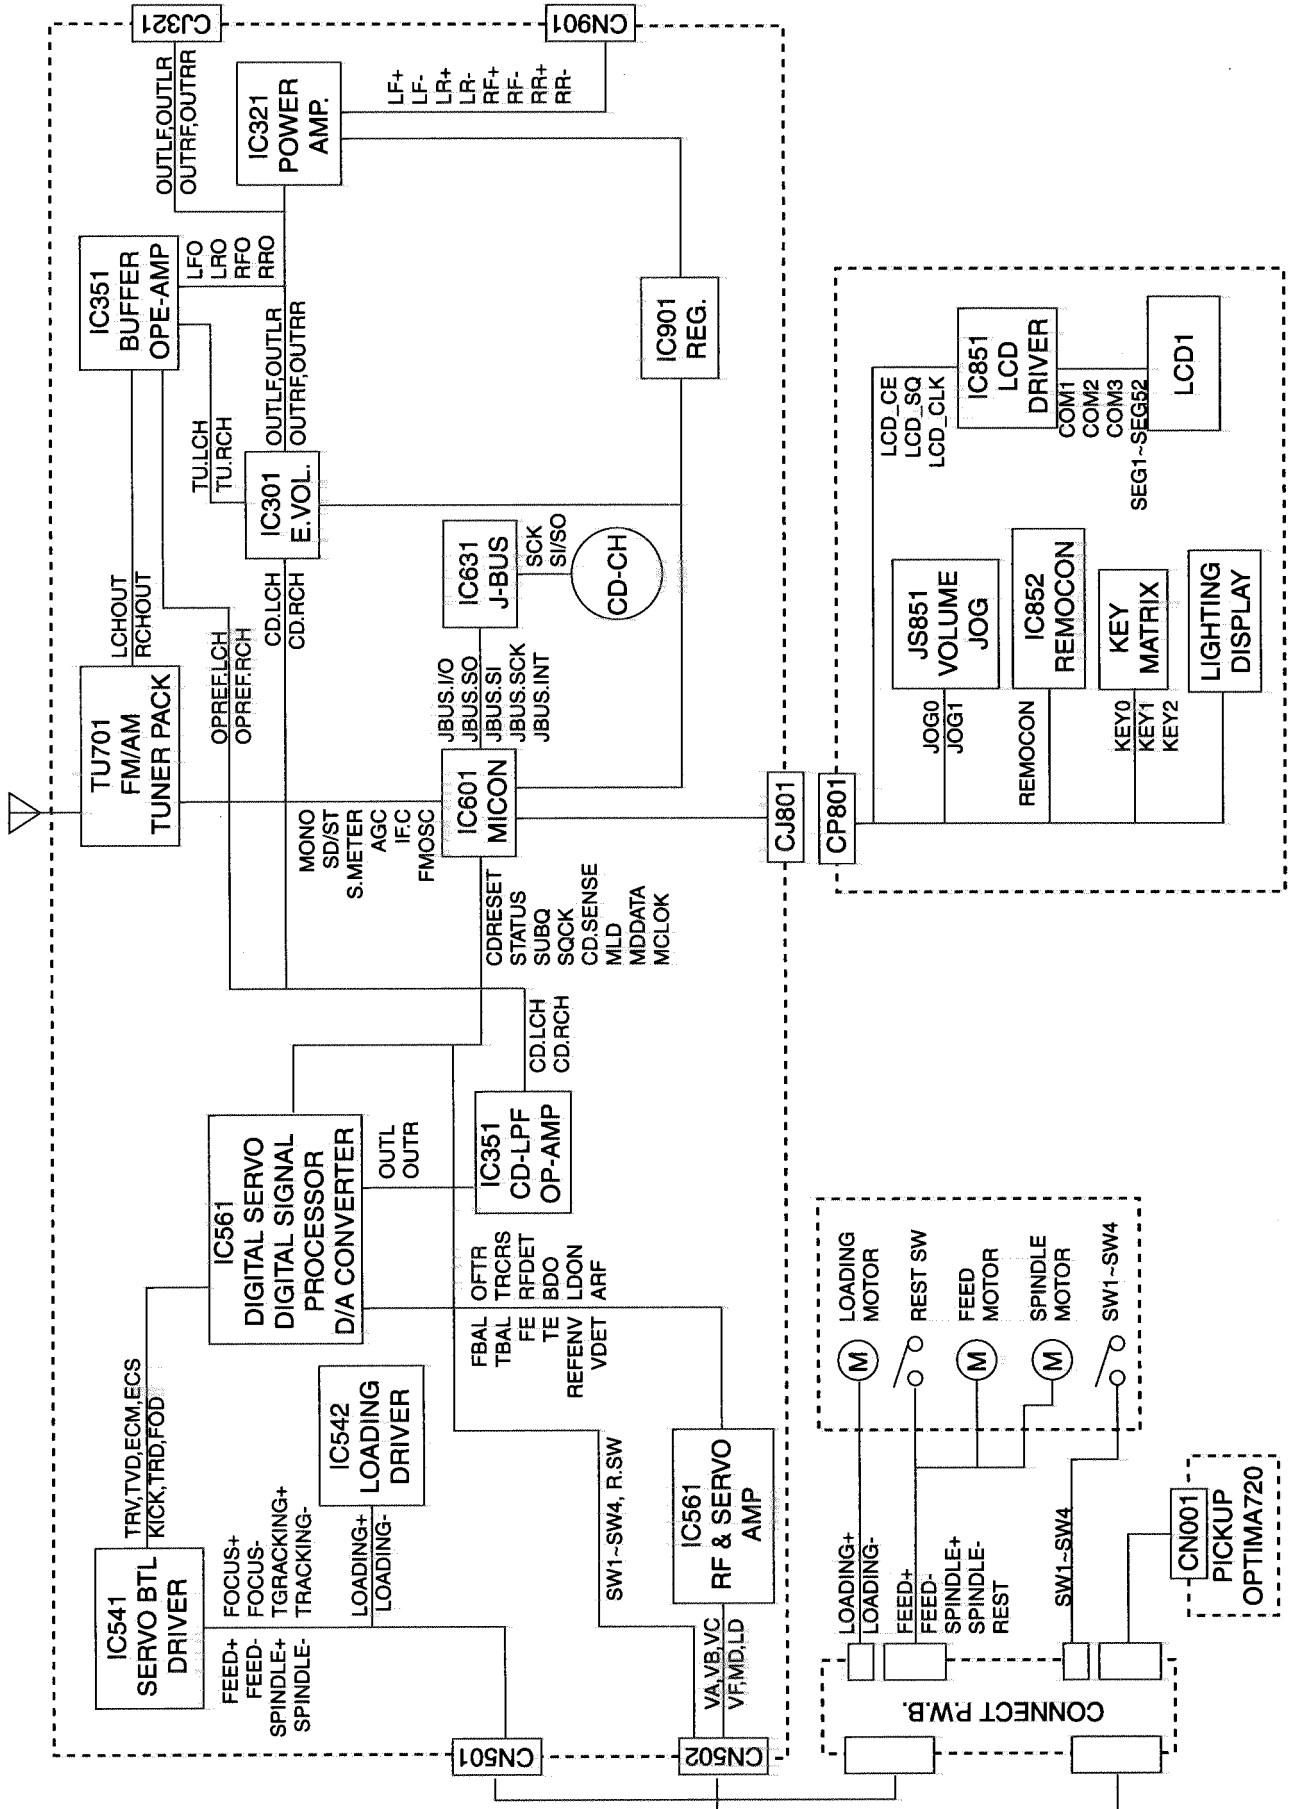 CJ321
CN901
OUTLF,OUTLR
OUTRF,OUTRR
IC321
POWER
AMP.
LF+
LF-
LR+
LR-
RF+
RF-
RR+
RR-
IC351
BUFFER
OPE-AMP
LFO
LRO
RFO
RRO
TU.LCH
TU.RCH
OUTLF,OUTLR
OUTRF,OUTRR
IC901
REG.
IC301
E.VOL.
LCHOUT
RCHOUT
OPREF.LCH
OPREF.RCH
CD.LCH
CD.RCH
IC631
J-BUS
SCK
SI/SO
CD-CH
JBUS.I/O
JBUS.SO
JBUS.SI
JBUS.SCK
JBUS.INT
TU701
FM/AM
TUNER PACK
MONO
SD/ST
S.METER
AGC
IF.C
FMOSC
IC601
MICON
CJ801
CDRESET
STATUS
SUBQ
SQCK
CD.SENSE
MLD
MDDATA
MCLOK
CD.LCH
CD.RCH
IC561
DIGITAL SERVO
DIGITAL SIGNAL
PROCESSOR
D/A CONVERTER
OUTL
OUTR
IC351
CD-LPF
OP-AMP
FBAL OFTR
TBAL TRCRS
FE RFDET
TE BDO
REFENV LDON
VDET ARF
TRV,TVD,ECM,ECS
KICK,TRD,FOD
IC542
LOADING
DRIVER
IC541
SERVO BTL
DRIVER
FEED+ FOCUS+
FEED- FOCUS-
SPINDLE+ TGRACKING+
SPINDLE- TRACKING-
LOADING+
LOADING-
SW1~SW4, R.SW
IC561
RF & SERVO
AMP
VA,VB,VC
VF,MD,LD
CN501
CN502
CP801
LCD_CE
LCD_SQ
LCD_CLK
IC851
LCD
DRIVER
COM1
COM2
COM3
SEG1~SEG52
LCD1
JS851
VOLUME
JOG
JOG0
JOG1
IC852
REMOCON
REMOCON
KEY
MATRIX
KEY0
KEY1
KEY2
LIGHTING
DISPLAY
M
LOADING
MOTOR
REST SW
M
FEED
MOTOR
M
SPINDLE
MOTOR
SW1~SW4
LOADING+
LOADING-
FEED+
FEED-
SPINDLE+
SPINDLE-
REST
SW1~SW4
CN001
PICKUP
OPTIMA720
CONNECT P.W.B.